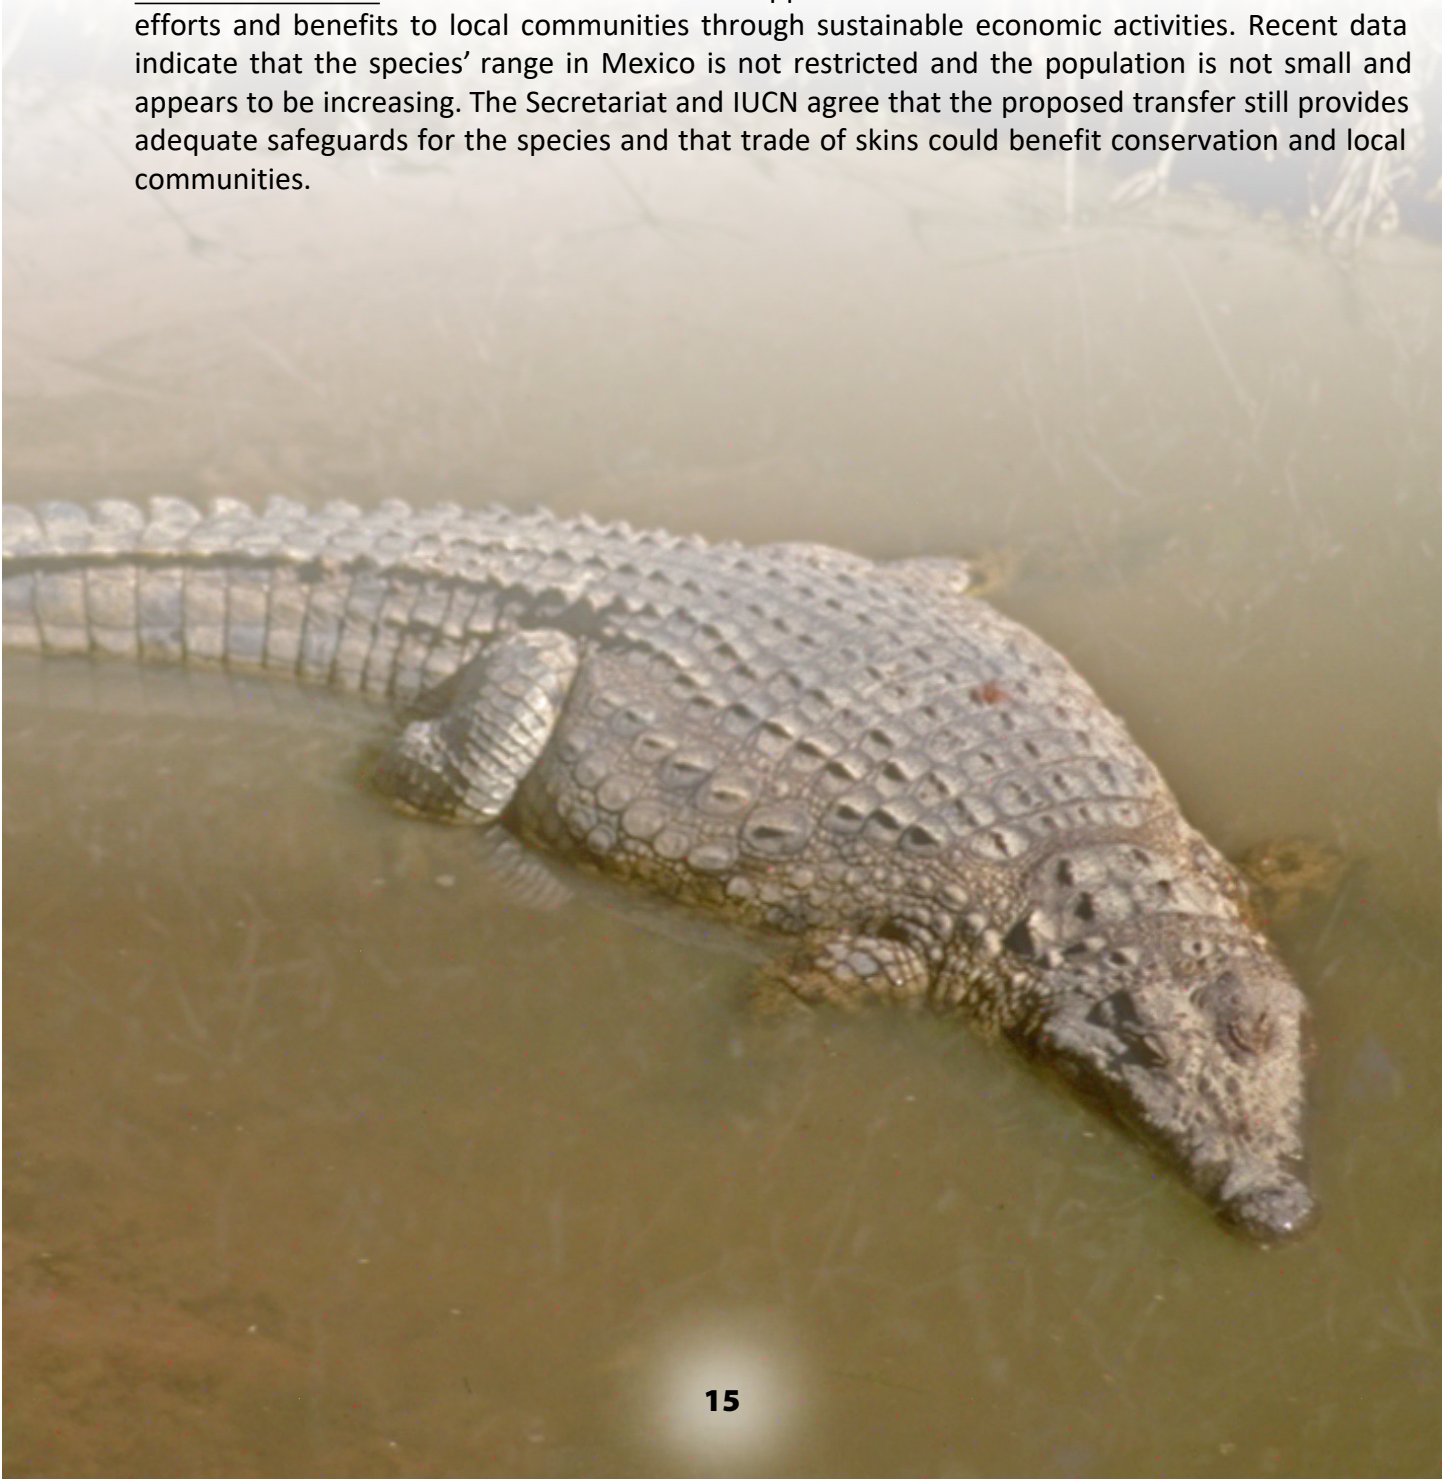 efforts and benefits to local communities through sustainable economic activities. Recent data
indicate that the species’ range in Mexico is not restricted and the population is not small and
appears to be increasing. The Secretariat and IUCN agree that the proposed transfer still provides
adequate safeguards for the species and that trade of skins could benefit conservation and local
communities.
15